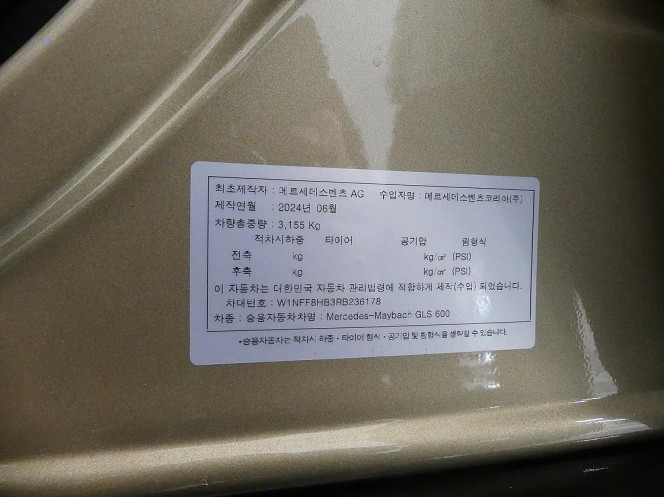 최초제작자 : 메르세데스벤츠 AG 수입자명 : 메르세데스벤츠코리아(주)
제작연월 : 2024년 06월
차량총중량 : 3,155 Kg
적차시하중 타이어 공기압 림형식
전축 kg kg/㎠ (PSI)
후축 kg kg/㎠ (PSI)
이 자동차는 대한민국 자동차 관리법령에 적합하게 제작(수입) 되었습니다.
차대번호 : W1NFF8HB3RB236178
차종 : 승용자동차차명 : Mercedes-Maybach GLS 600
*승용자동차는 적차시 하중·타이어 형식·공기압 및 림형식을 생략할 수 있습니다.